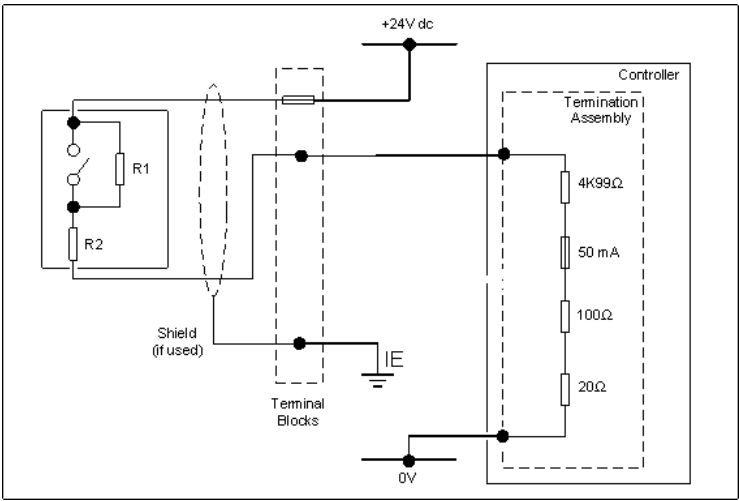 +24V dc
Controller
Termination
Assembly
R1
4K99Ω
R2
50 mA
100Ω
Shield
(if used)
IE
20Ω
Terminal
Blocks
0V